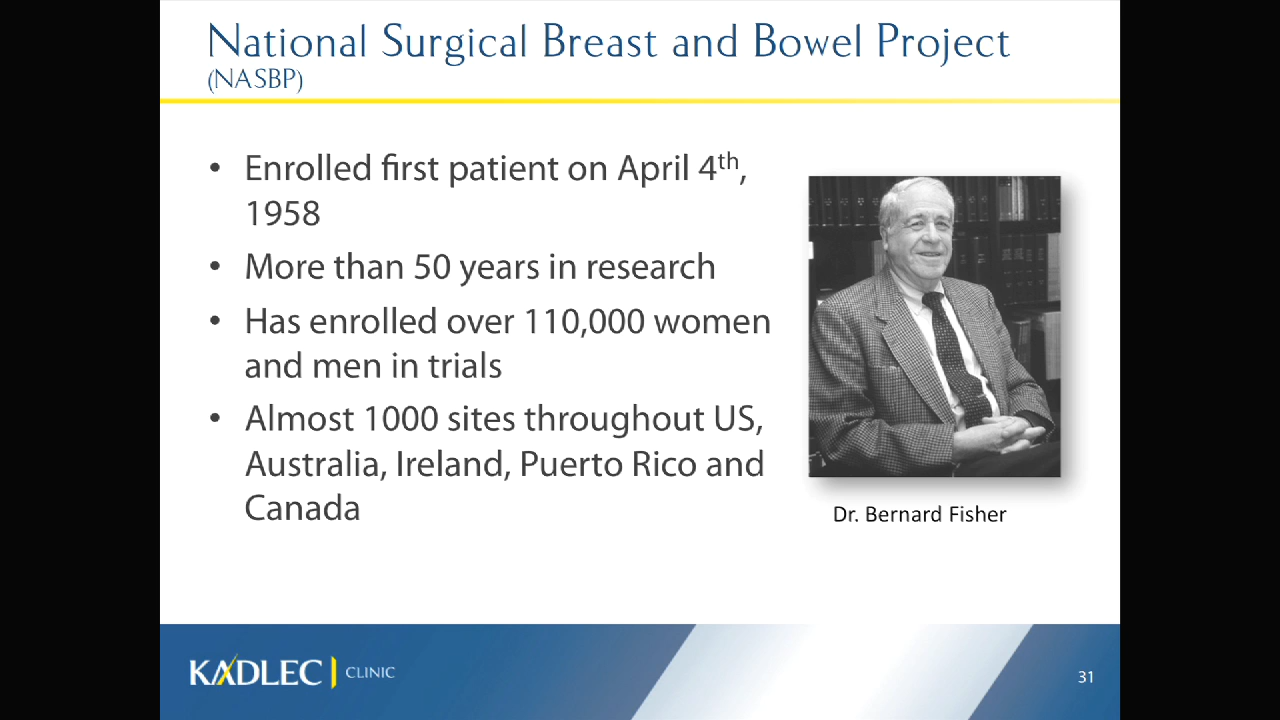 National Surgical Breast and Bowel Project
(NASBP)
• Enrolled first patient on April 4th,
1958
• More than 50 years in research
• Has enrolled over 110,000 women
and men in trials
• Almost 1000 sites throughout US,
Australia, Ireland, Puerto Rico and
Canada
Dr. Bernard Fisher
KADLEC | CLINIC
31